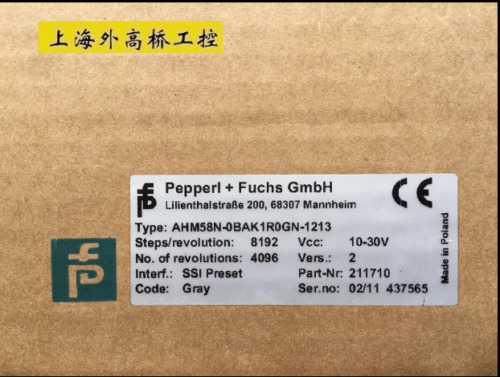 上海外高桥工控
Pepperl + Fuchs GmbH
Lilienthalstraße 200, 68307 Mannheim
Type: AHM58N-0BAK1R0GN-1213
Steps/revolution: 8192 Vcc: 10-30V
No. of revolutions: 4096 Vers.: 2
Interf.: SSI Preset Part-Nr: 211710
Code: Gray Ser.no: 02/11 437565
CE
Made in Poland